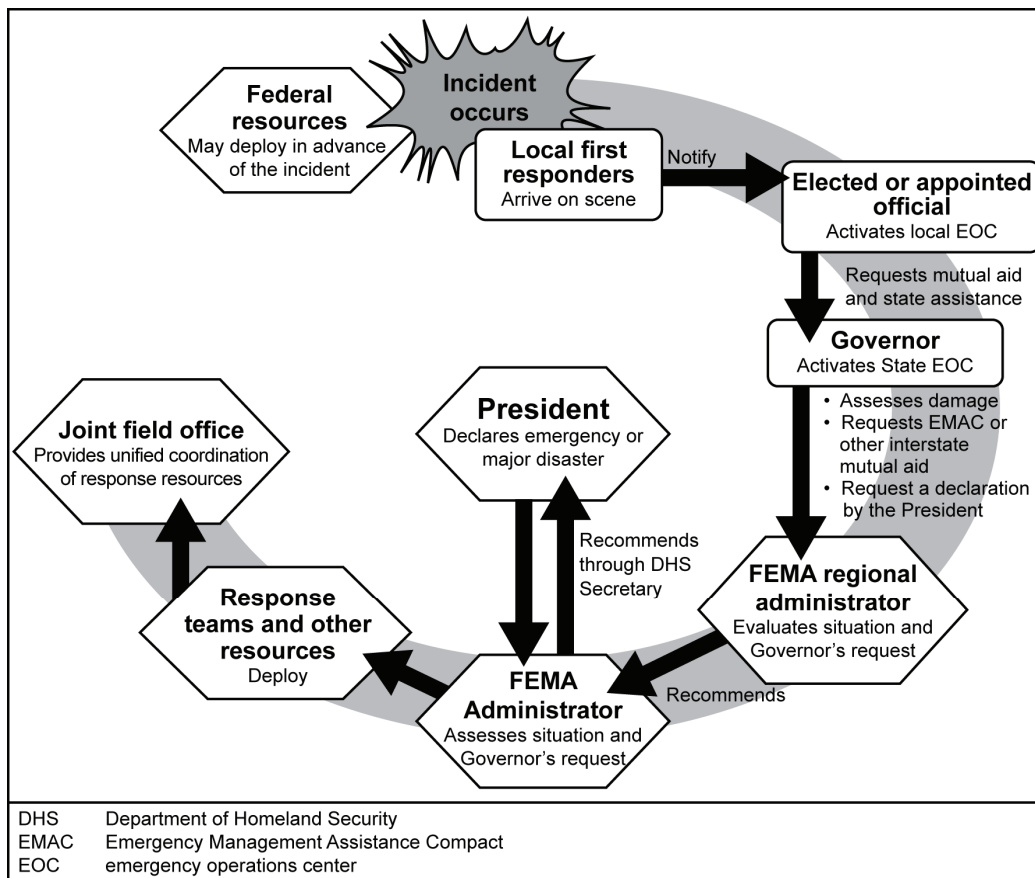 Incident
occurs
Federal
resources
May deploy in advance
of the incident
Local first
responders
Arrive on scene
Notify
Elected or appointed
official
Activates local EOC
Requests mutual aid
and state assistance
Governor
Activates State EOC
• Assesses damage
• Requests EMAC or
other interstate
mutual aid
• Request a declaration
by the President
FEMA regional
administrator
Evaluates situation and
Governor’s request
Recommends
FEMA
Administrator
Assesses situation and
Governor’s request
Recommends
through DHS
Secretary
President
Declares emergency or
major disaster
Response
teams and other
resources
Deploy
Joint field office
Provides unified coordination
of response resources
DHS Department of Homeland Security
EMAC Emergency Management Assistance Compact
EOC emergency operations center